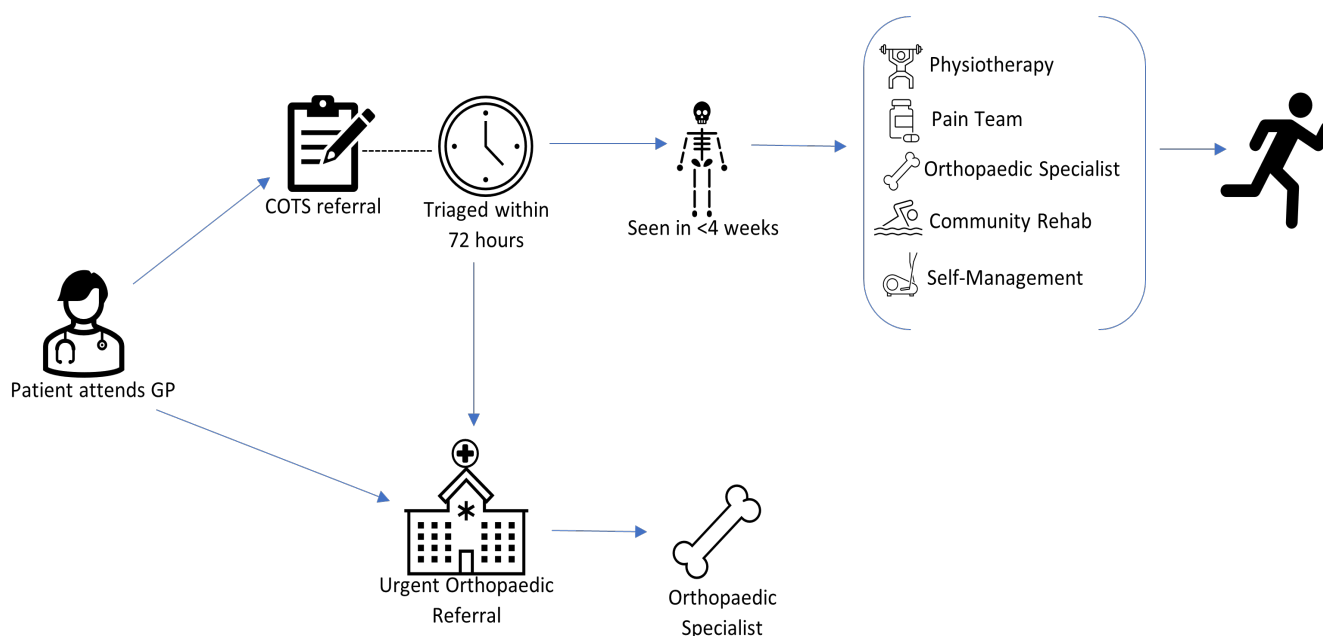 Physiotherapy
Pain Team
Orthopaedic Specialist
Community Rehab
Self-Management
COTS referral
Triaged within
72 hours
Seen in <4 weeks
Patient attends GP
Urgent Orthopaedic
Referral
Orthopaedic
Specialist